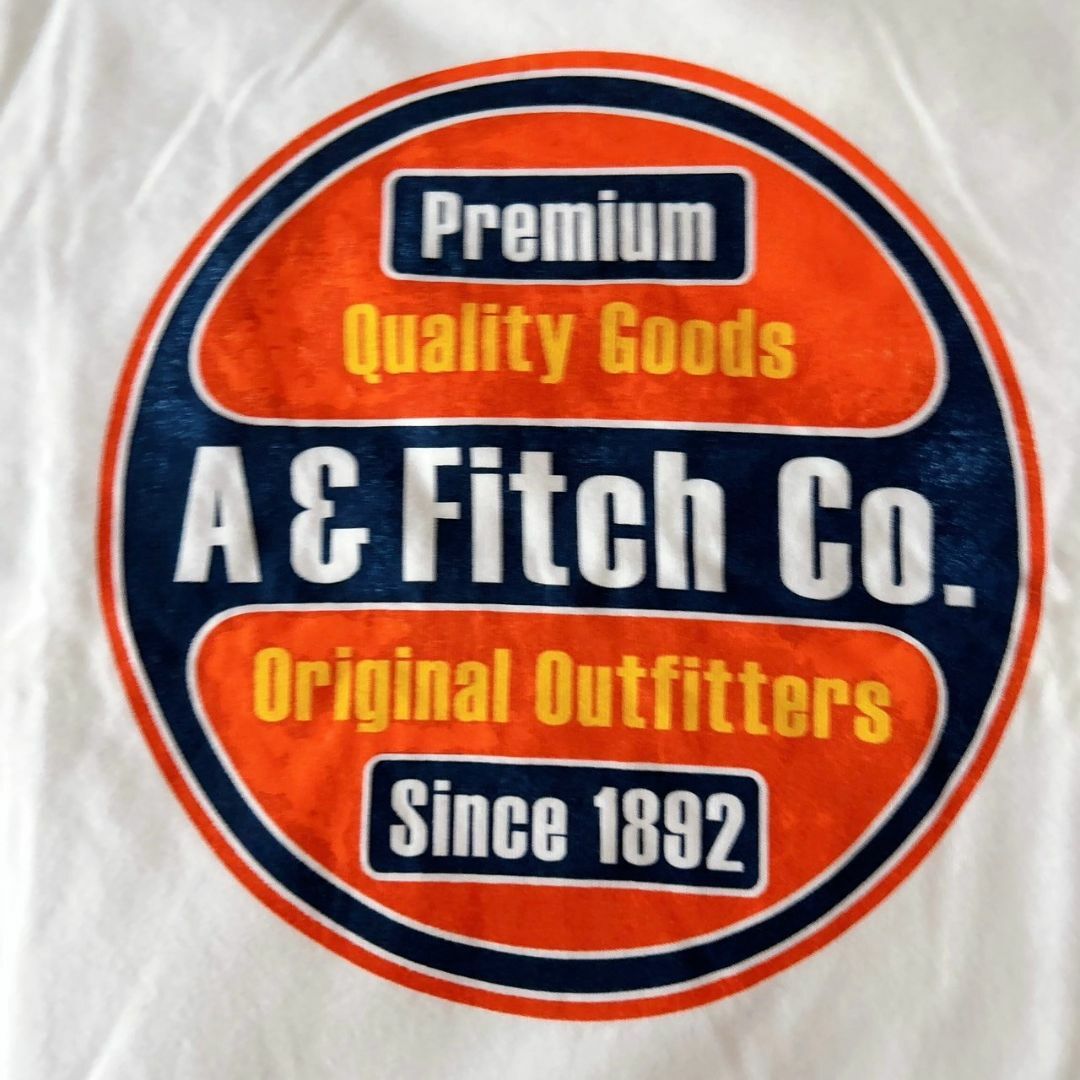 Premium
Quality Goods
A & Fitch Co.
Original Outfitters
Since 1892